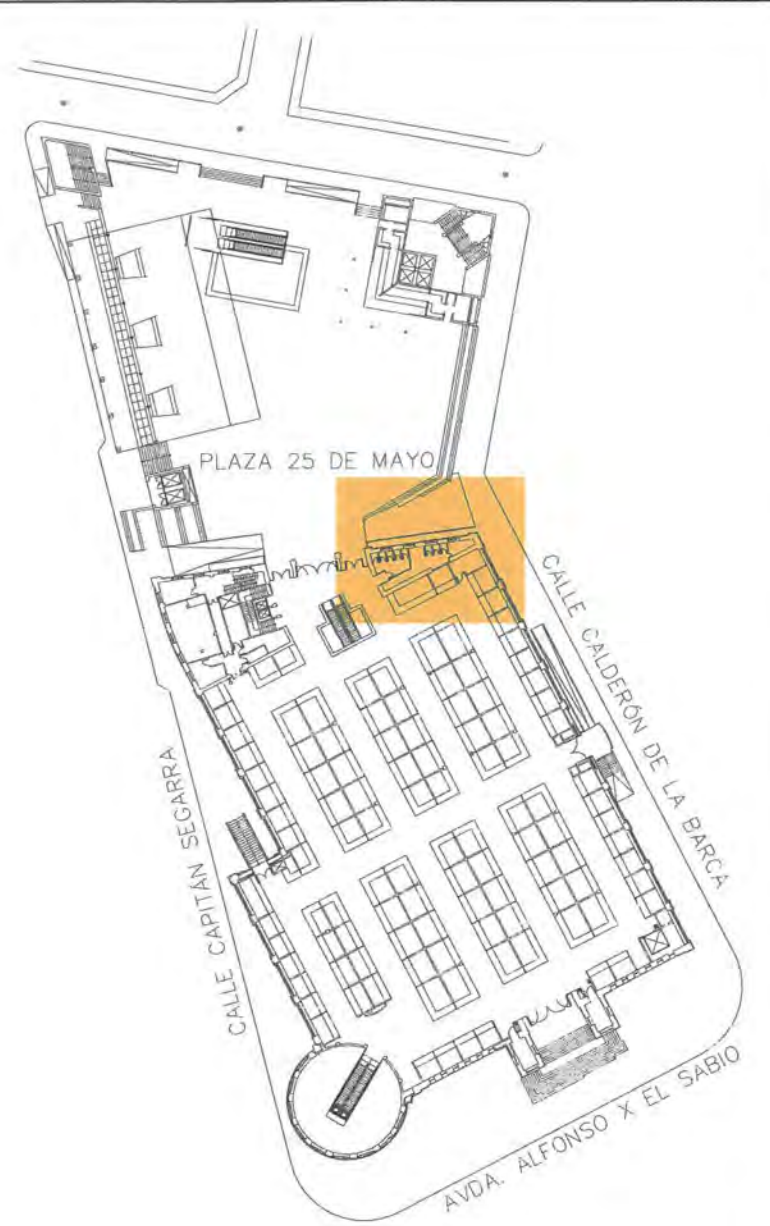 PLAZA 25 DE MAYO
CALLE CALDERÓN DE LA BARCA
CALLE CAPITÁN SEGARRA
AVDA. ALFONSO X EL SABIO